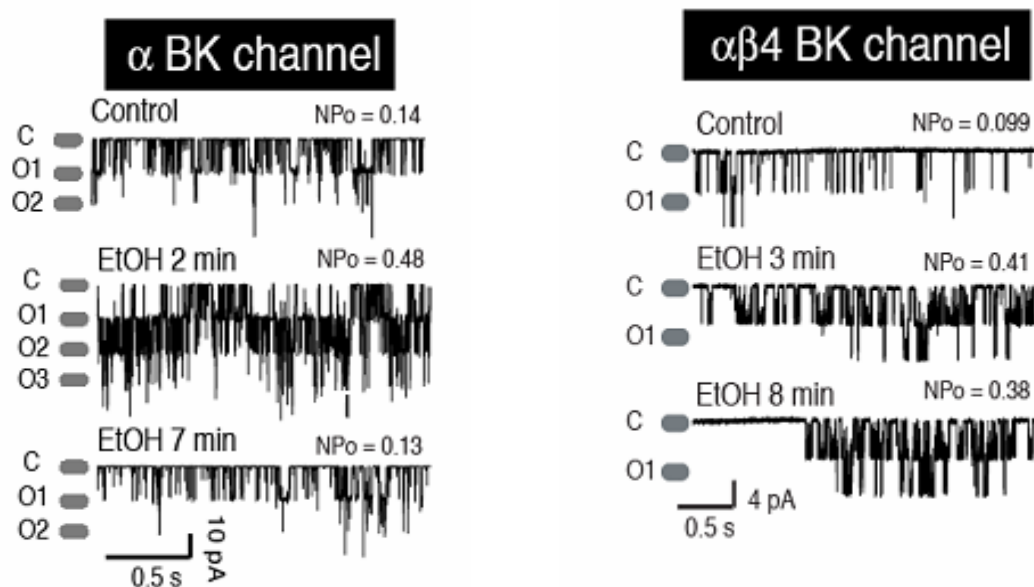 α BK channel
Control NPo = 0.14
C
O1
O2
EtOH 2 min NPo = 0.48
C
O1
O2
O3
EtOH 7 min NPo = 0.13
C
O1
O2
10 pA
0.5 s
αβ4 BK channel
Control NPo = 0.099
C
O1
EtOH 3 min NPo = 0.41
C
O1
EtOH 8 min NPo = 0.38
C
O1
4 pA
0.5 s